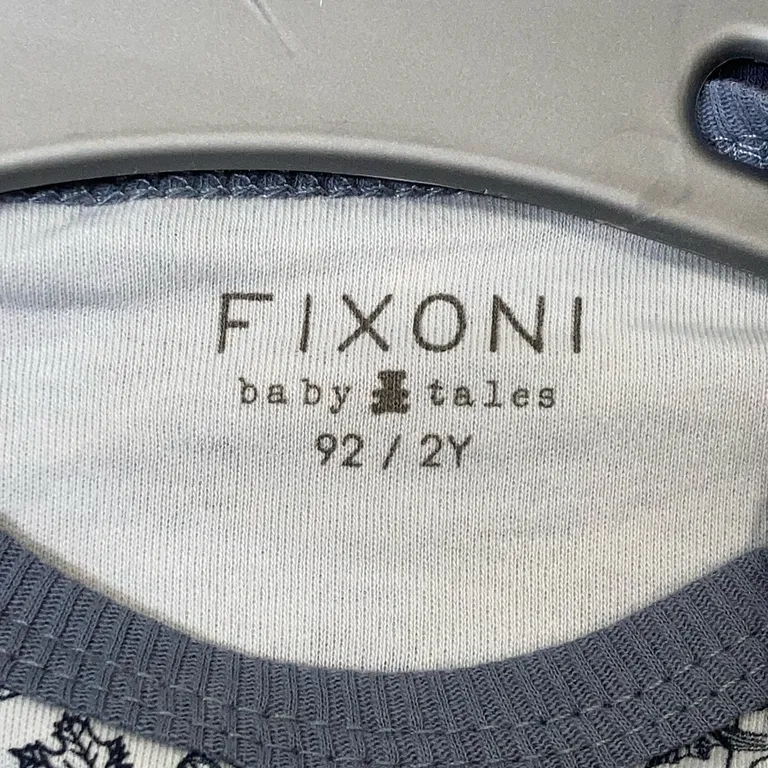 FIXONI
baby tales
92 / 2Y